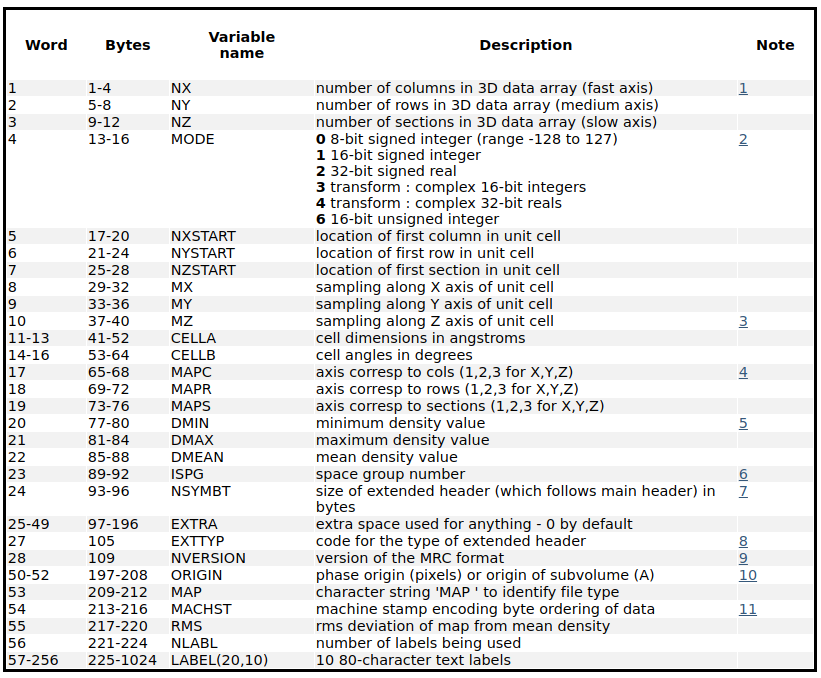 Word Bytes Variable name Description Note
1 1-4 NX number of columns in 3D data array (fast axis) 1
2 5-8 NY number of rows in 3D data array (medium axis)
3 9-12 NZ number of sections in 3D data array (slow axis)
4 13-16 MODE 0 8-bit signed integer (range -128 to 127) 2
1 16-bit signed integer
2 32-bit signed real
3 transform : complex 16-bit integers
4 transform : complex 32-bit reals
6 16-bit unsigned integer
5 17-20 NXSTART location of first column in unit cell
6 21-24 NYSTART location of first row in unit cell
7 25-28 NZSTART location of first section in unit cell
8 29-32 MX sampling along X axis of unit cell
9 33-36 MY sampling along Y axis of unit cell
10 37-40 MZ sampling along Z axis of unit cell 3
11-13 41-52 CELLA cell dimensions in angstroms
14-16 53-64 CELLB cell angles in degrees
17 65-68 MAPC axis corresp to cols (1,2,3 for X,Y,Z) 4
18 69-72 MAPR axis corresp to rows (1,2,3 for X,Y,Z)
19 73-76 MAPS axis corresp to sections (1,2,3 for X,Y,Z)
20 77-80 DMIN minimum density value 5
21 81-84 DMAX maximum density value
22 85-88 DMEAN mean density value
23 89-92 ISPG space group number 6
24 93-96 NSYMBT size of extended header (which follows main header) in 7
bytes
25-49 97-196 EXTRA extra space used for anything - 0 by default
27 105 EXTTYP code for the type of extended header 8
28 109 NVERSION version of the MRC format 9
50-52 197-208 ORIGIN phase origin (pixels) or origin of subvolume (A) 10
53 209-212 MAP character string 'MAP ' to identify file type
54 213-216 MACHST machine stamp encoding byte ordering of data 11
55 217-220 RMS rms deviation of map from mean density
56 221-224 NLABL number of labels being used
57-256 225-1024 LABEL(20,10) 10 80-character text labels